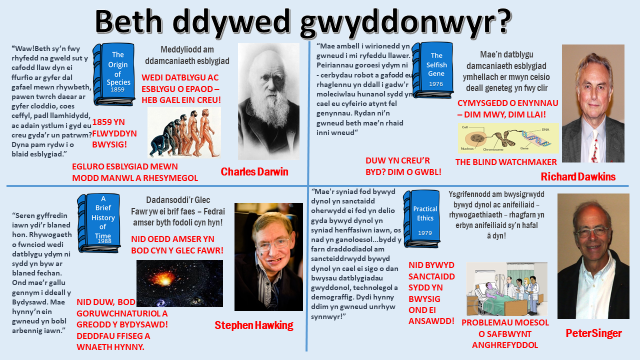 Beth ddywed gwyddonwyr?
"Waw!Beth sy'n fwy
rhyfedd na gweld sut y
cafodd llaw dyn ei
ffurfio ar gyfer dal
gafael mewn rhywbeth,
pawen twrch daear ar
gyfer cloddio, coes
ceffyl, padl llamhidydd,
ac adain ystlum i gyd eu
creu gyda'r un patrwm?
Dyna pam rydw i o
blaid esblygiad."
The
Origin
of
Species
1859
Meddyliodd am
ddamcaniaeth esblygiad
WEDI DATBLYGU AC
ESBLYGU O EPAOD –
HEB GAEL EIN CREU!
1859 YN
FLWYDDYN
BWYSIG!
EGLURO ESBLYGIAD MEWN
MODD MANWL A RHESYMEGOL
Charles Darwin
"Mae ambell i wirionedd yn
gwneud i mi ryfeddu llawer.
Peiriannau goroesi ydym ni
- cerbydau robot a gafodd eu
rhaglennu yn ddall i gadw'r
moleciwlau hunanol sydd yn
cael eu cyfeirio atynt fel
genynnau. Rydan ni'n
gwneud beth mae'n rhaid
inni wneud"
The
Selfish
Gene
1976
Mae'n datblygu
damcaniaeth esblygiad
ymhellach er mwyn ceisio
deall geneteg yn fwy clir
CYMYSGEDD O ENYNNAU
– DIM MWY, DIM LLAI!
DUW YN CREU'R
BYD? DIM O GWBL!
THE BLIND WATCHMAKER
Richard Dawkins
"Seren gyffredin
iawn ydi'r blaned
hon. Rhywogaeth
o fwnciod wedi
datblygu ydym ni
sydd yn byw ar
blaned fechan.
Ond mae'r gallu
gennym i ddeall y
Bydysawd. Mae
hynny'n ein
gwneud yn bobl
arbennig iawn."
A
Brief
History
of
Time
1988
Dadansoddi'r Glec
Fawr yw ei brif faes – Fedrai
amser byth fodoli cyn hyn!
NID OEDD AMSER YN
BOD CYN Y GLEC FAWR!
NID DUW, BOD
GORUWCHNATURIOL A
GREODD Y BYDYSAWD!
DEDDFAU FFISEG A
WNAETH HYNNY.
Stephen Hawking
"Mae'r syniad fod bywyd
dynol yn sanctaidd
oherwydd ei fod yn delio
gyda bywyd dynol yn
syniad henffasiwn iawn, os
nad yn ganoloesol...bydd y
farn draddodiadol am
sancteiddrwydd bywyd
dynol yn cael ei sigo o dan
bwysau datblygiadau
gwyddonol, technolegol a
demograffig. Dydi hynny
ddim yn gwneud unrhyw
synnwyr!"
Practical
Ethics
1979
Ysgrifennodd am bwysigrwydd
bywyd dynol ac anifeiliaid –
rhywogaethiaeth – rhagfarn yn
erbyn anifeiliaid sy'n hafal
â dyn!
NID BYWYD
SANCTAIDD
SYDD YN
BWYSIG
OND EI
ANSAWDD!
PROBLEMAU MOESOL
O SAFBWYNT
ANGHREFYDDOL
PeterSinger